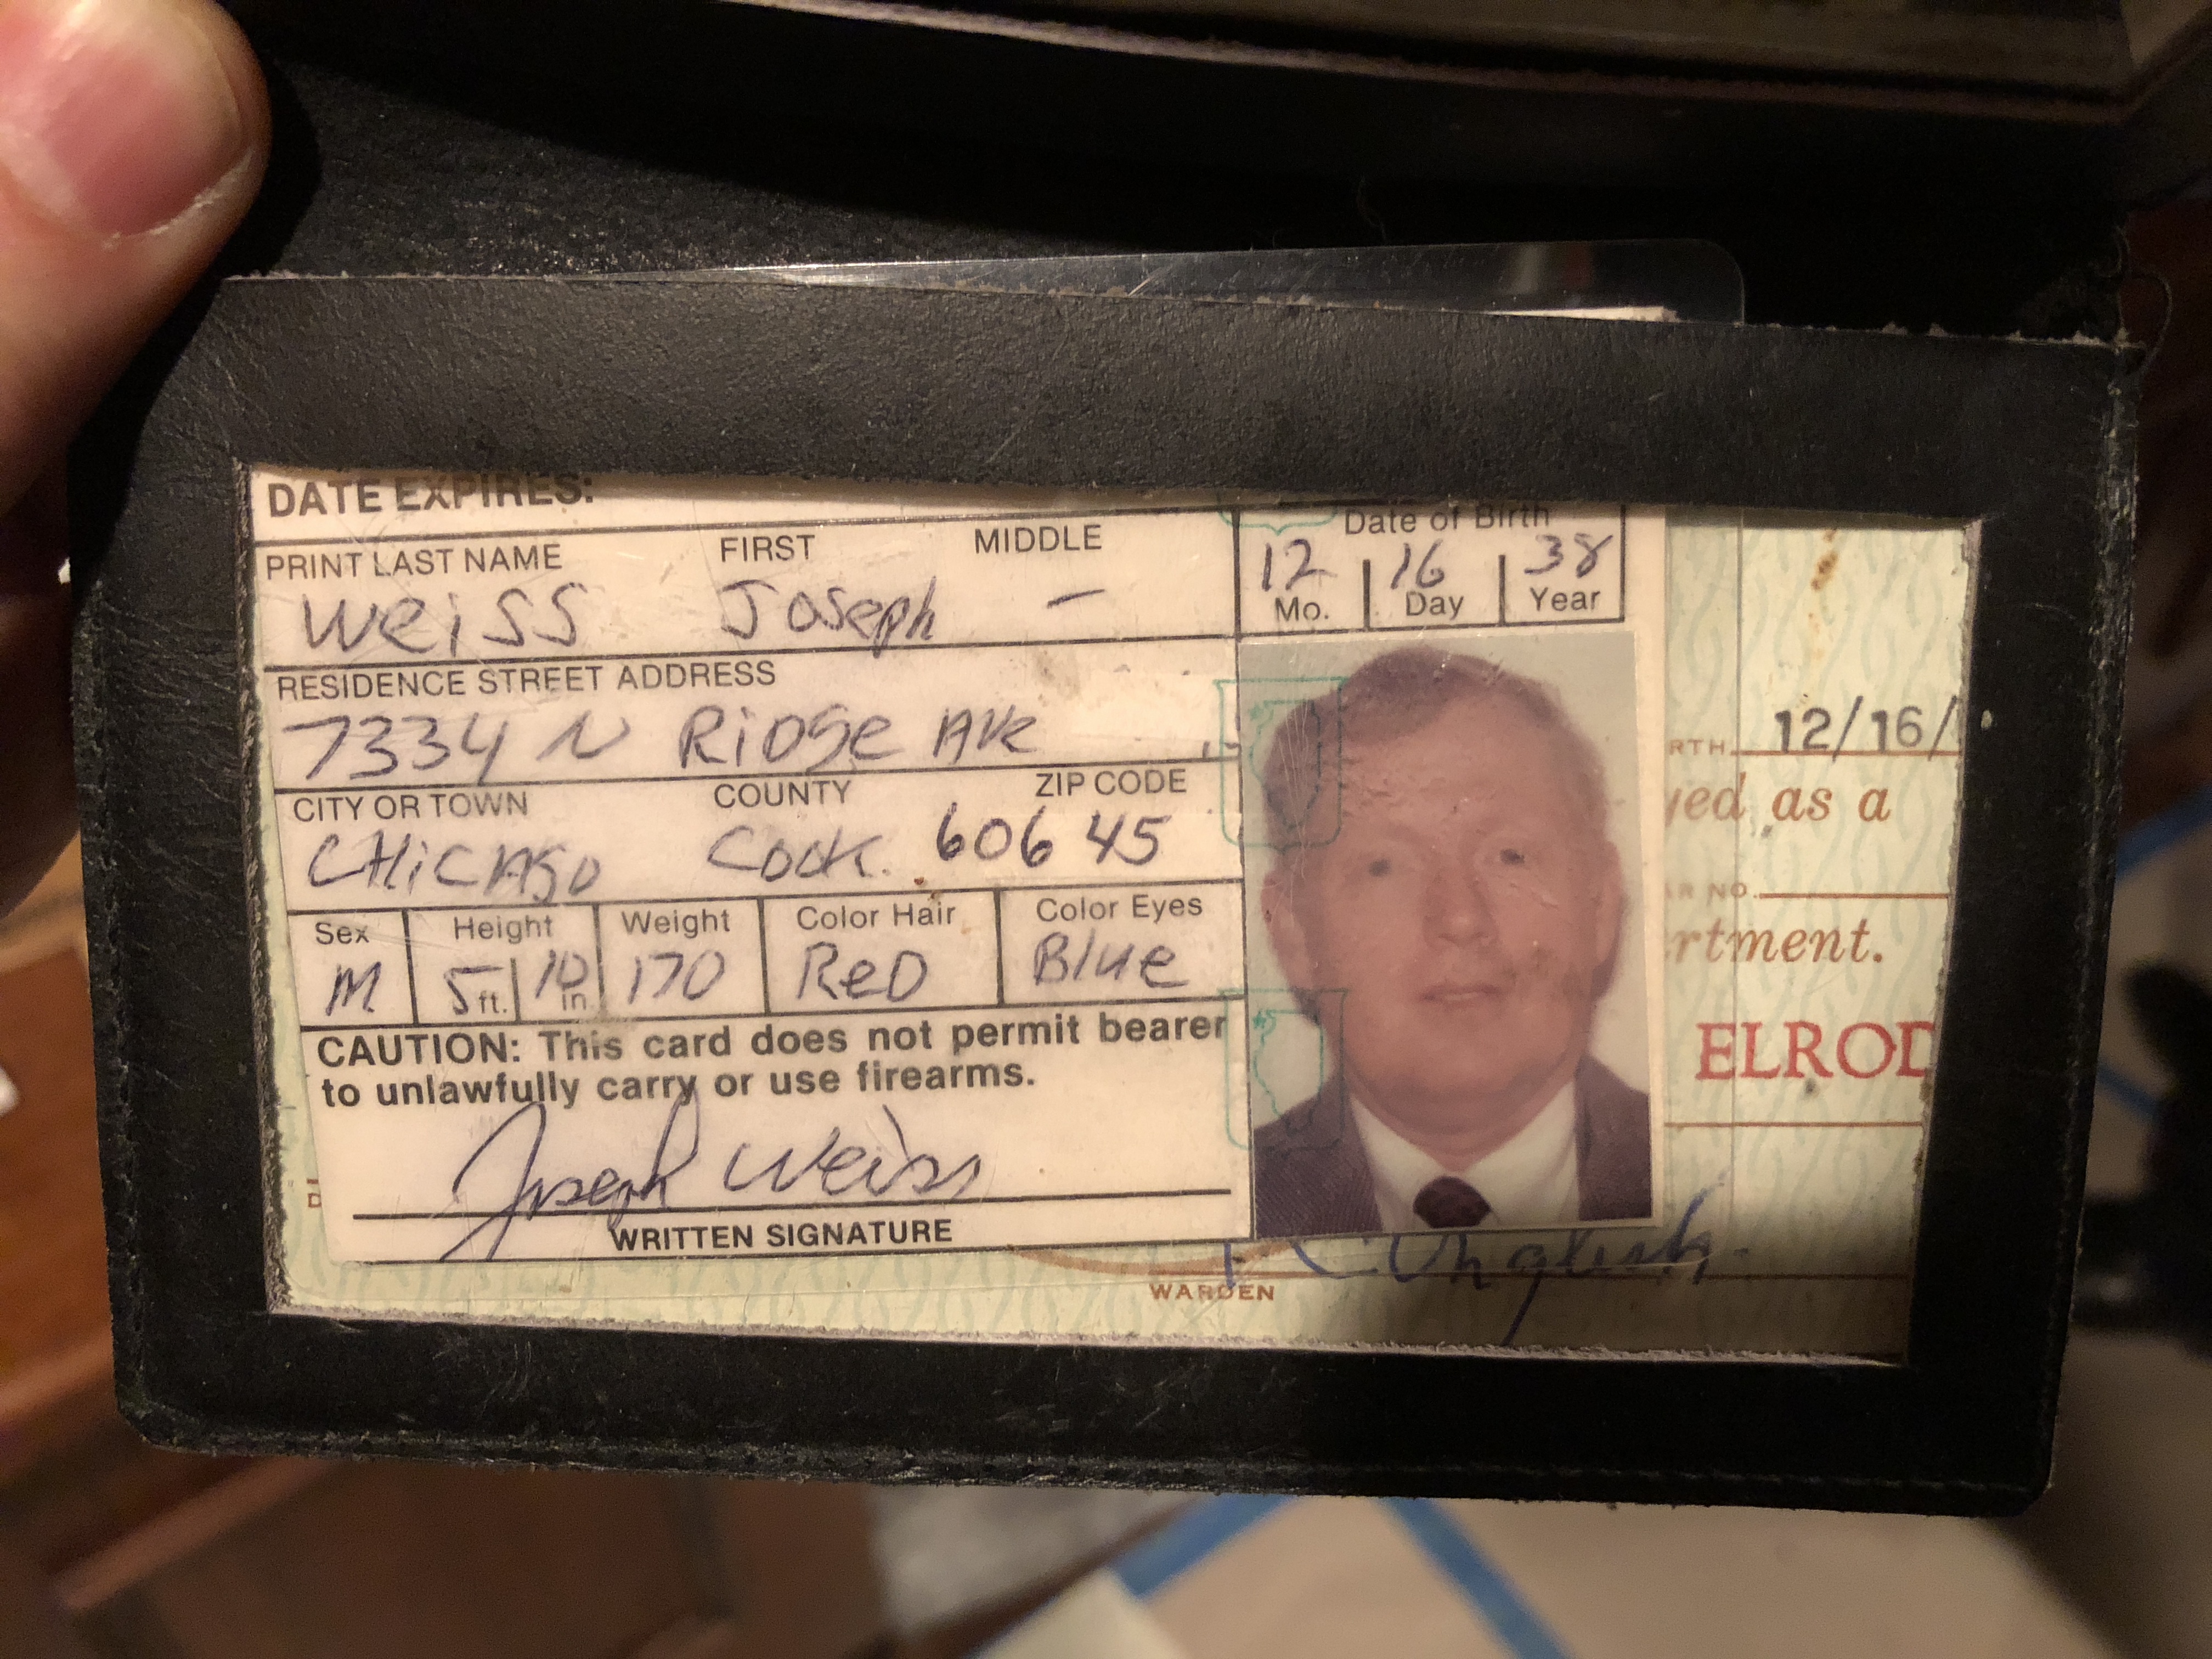 DATE EXPIRES:
PRINT LAST NAME FIRST MIDDLE
Weiss Joseph —
Date of Birth
12 16 38
Mo. Day Year
RESIDENCE STREET ADDRESS
7334 N Ridge Ave
CITY OR TOWN COUNTY ZIP CODE
CHICAgo Cook. 60645
Sex Height Weight Color Hair Color Eyes
M 5 ft. 10 in. 170 ReD Blue
CAUTION: This card does not permit bearer
to unlawfully carry or use firearms.
Joseph Weiss
WRITTEN SIGNATURE
RTH 12/16/
yed as a
R NO.
rtment.
ELROD
WARDEN